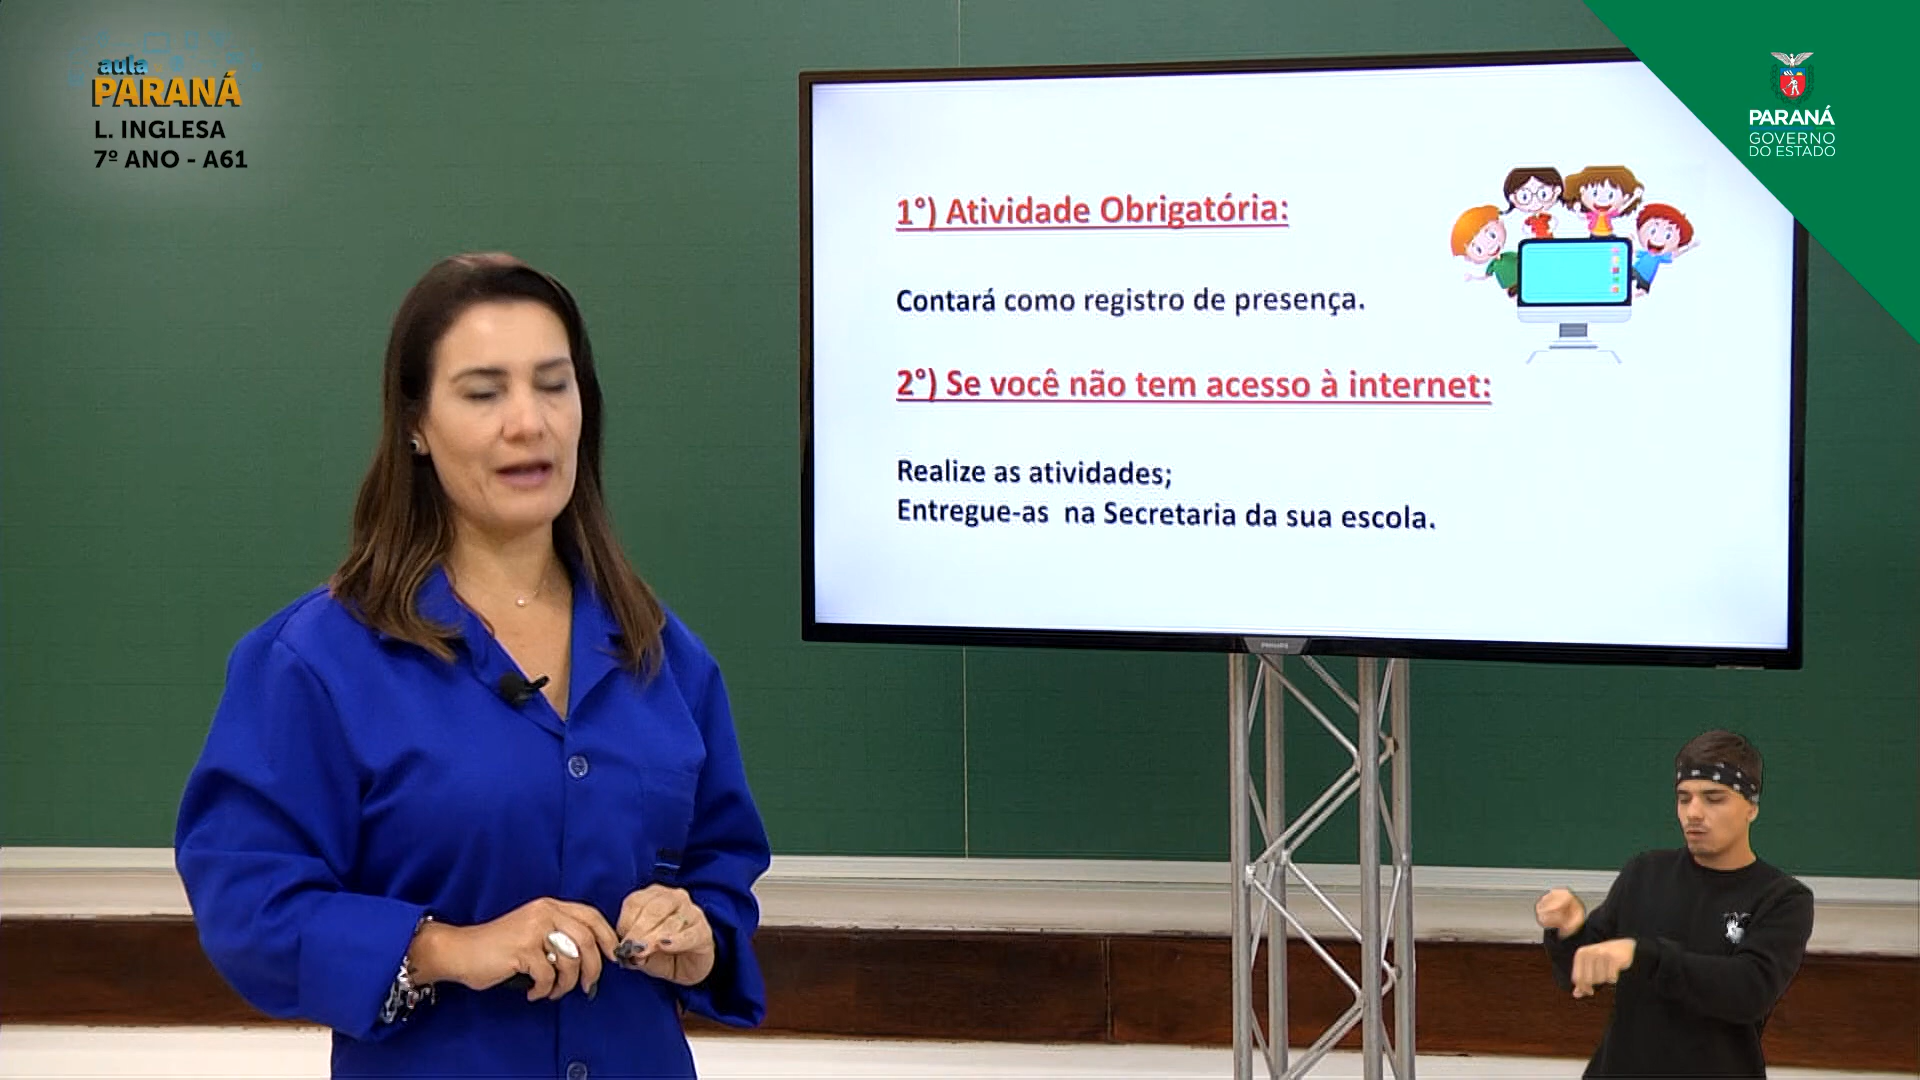 aula
PARANÁ
L. INGLESA
7º ANO - A61
1°) Atividade Obrigatória:
Contará como registro de presença.
2°) Se você não tem acesso à internet:
Realize as atividades;
Entregue-as na Secretaria da sua escola.
PHILIPS
PARANÁ
GOVERNO
DO ESTADO